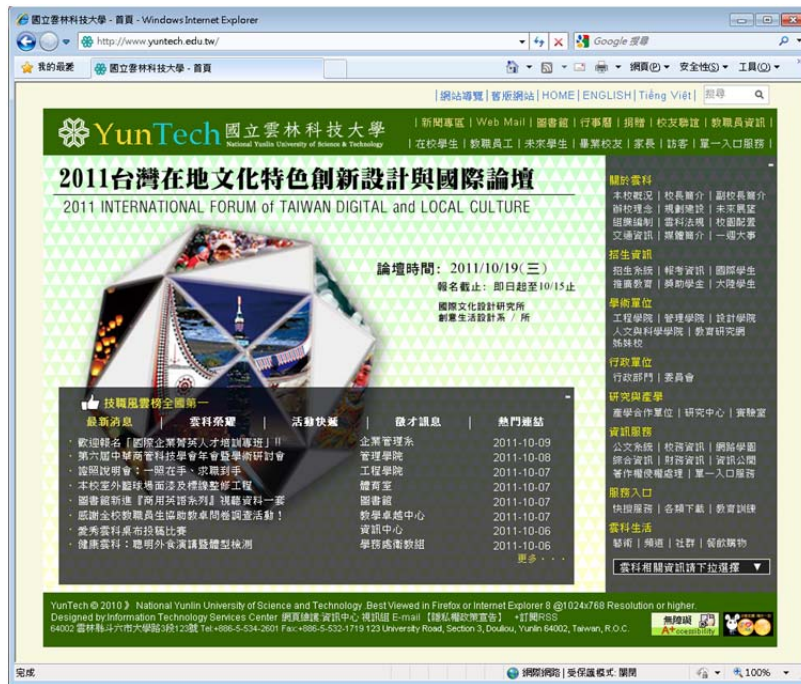 國立雲林科技大學 - 首頁 - Windows Internet Explorer
http://www.yuntech.edu.tw/
Google 搜尋
我的最愛
國立雲林科技大學 - 首頁
網頁(P) 安全性(S) 工具(O)
|網站導覽|舊版網站|HOME|ENGLISH|Tiếng Việt| 搜尋
YunTech 國立雲林科技大學
National Yunlin University of Science & Technology
|新聞專區|Web Mail|圖書館|行事曆|捐贈|校友聯誼|教職員資訊|
|在校學生|教職員工|未來學生|畢業校友|家長|訪客|單一入口服務|
2011台灣在地文化特色創新設計與國際論壇
2011 INTERNATIONAL FORUM of TAIWAN DIGITAL and LOCAL CULTURE
論壇時間: 2011/10/19(三)
報名截止: 即日起至10/15止
國際文化設計研究所
創意生活設計系 / 所
技職風雲榜全國第一
最新消息 | 雲科榮耀 | 活動快遞 | 徵才訊息 | 熱門連結
歡迎報名「國際企業菁英人才培訓專班」!! 企業管理系 2011-10-09
第六屆中華商管科技學會年會暨學術研討會 管理學院 2011-10-08
證照說明會：一照在手、求職到手 工程學院 2011-10-07
本校室外籃球場面漆及標線整修工程 體育室 2011-10-07
圖書館新進『商用英語系列』視聽資料一套 圖書館 2011-10-07
感謝全校教職員生協助教卓問卷調查活動！ 教學卓越中心 2011-10-07
愛秀雲科桌布投稿比賽 資訊中心 2011-10-06
健康雲科：聰明外食演講暨體型檢測 學務處衛教組 2011-10-06
更多...
關於雲科
本校概況 | 校長簡介 | 副校長簡介
辦校理念 | 規劃建設 | 未來展望
組織編制 | 雲科法規 | 校園配置
交通資訊 | 媒體簡介 | 一週大事
招生資訊
招生系統 | 報考資訊 | 國際學生
推廣教育 | 獎助學金 | 大陸學生
學術單位
工程學院 | 管理學院 | 設計學院
人文與科學學院 | 教育研究網
姊妹校
行政單位
行政部門 | 委員會
研究與產學
產學合作單位 | 研究中心 | 實驗室
資訊服務
公文系統 | 校務資訊 | 網路學園
綜合資訊 | 財務資訊 | 資訊公開
著作權侵權處理 | 單一入口服務
服務入口
快搜服務 | 各類下載 | 教育訓練
雲科生活
藝術 | 頻道 | 社群 | 餐飲購物
雲科相關資訊請下拉選擇
YunTech © 2010 》 National Yunlin University of Science and Technology .Best Viewed in Firefox or Internet Explorer 8 @1024x768 Resolution or higher.
Designed by:Information Technology Services Center 網頁維護:資訊中心 視訊組 E-mail 【隱私權政策宣告】 +訂閱RSS
64002 雲林縣斗六市大學路3段123號 Tel:+886-5-534-2601 Fax:+886-5-532-1719 123 University Road, Section 3, Douliou, Yunlin 64002, Taiwan, R.O.C.
無障礙
A+ccessibility
完成
網際網路 | 受保護模式: 關閉
100%